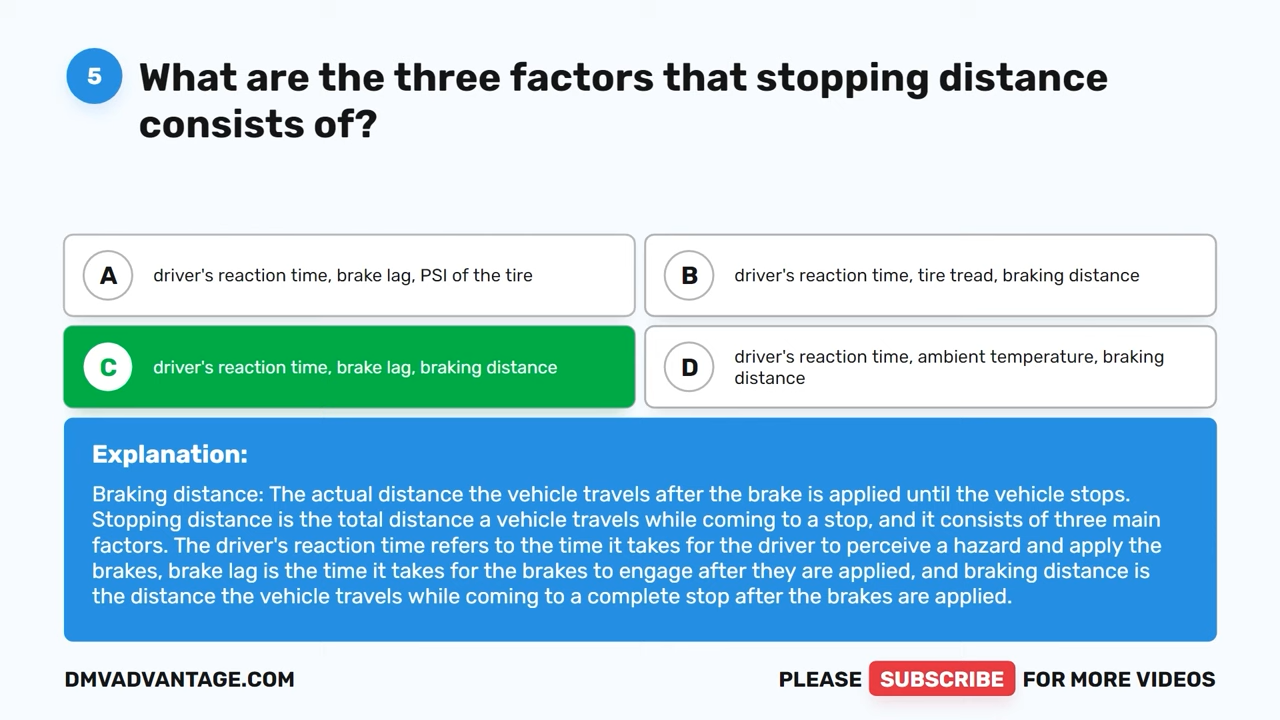 5
What are the three factors that stopping distance
consists of?
A
driver's reaction time, brake lag, PSI of the tire
B
driver's reaction time, tire tread, braking distance
C
driver's reaction time, brake lag, braking distance
D
driver's reaction time, ambient temperature, braking
distance
Explanation:
Braking distance: The actual distance the vehicle travels after the brake is applied until the vehicle stops.
Stopping distance is the total distance a vehicle travels while coming to a stop, and it consists of three main
factors. The driver's reaction time refers to the time it takes for the driver to perceive a hazard and apply the
brakes, brake lag is the time it takes for the brakes to engage after they are applied, and braking distance is
the distance the vehicle travels while coming to a complete stop after the brakes are applied.
DMVADVANTAGE.COM
PLEASE SUBSCRIBE FOR MORE VIDEOS